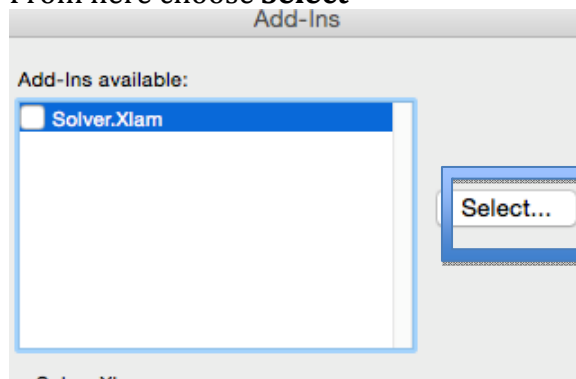 From here choose Select
Add-Ins
Add-Ins available:
Solver.Xlam
Select...